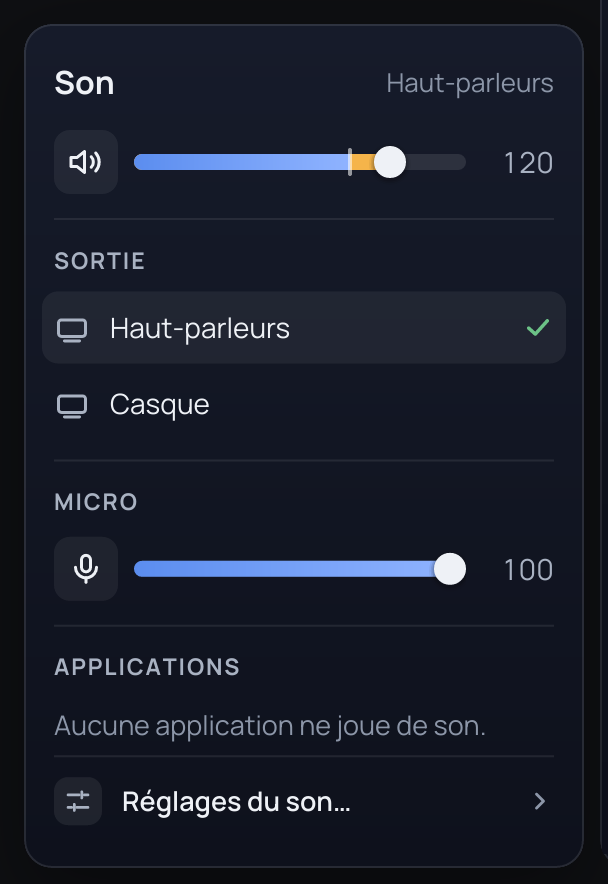 Son
Haut-parleurs
120
SORTIE
Haut-parleurs
Casque
MICRO
100
APPLICATIONS
Aucune application ne joue de son.
Réglages du son...